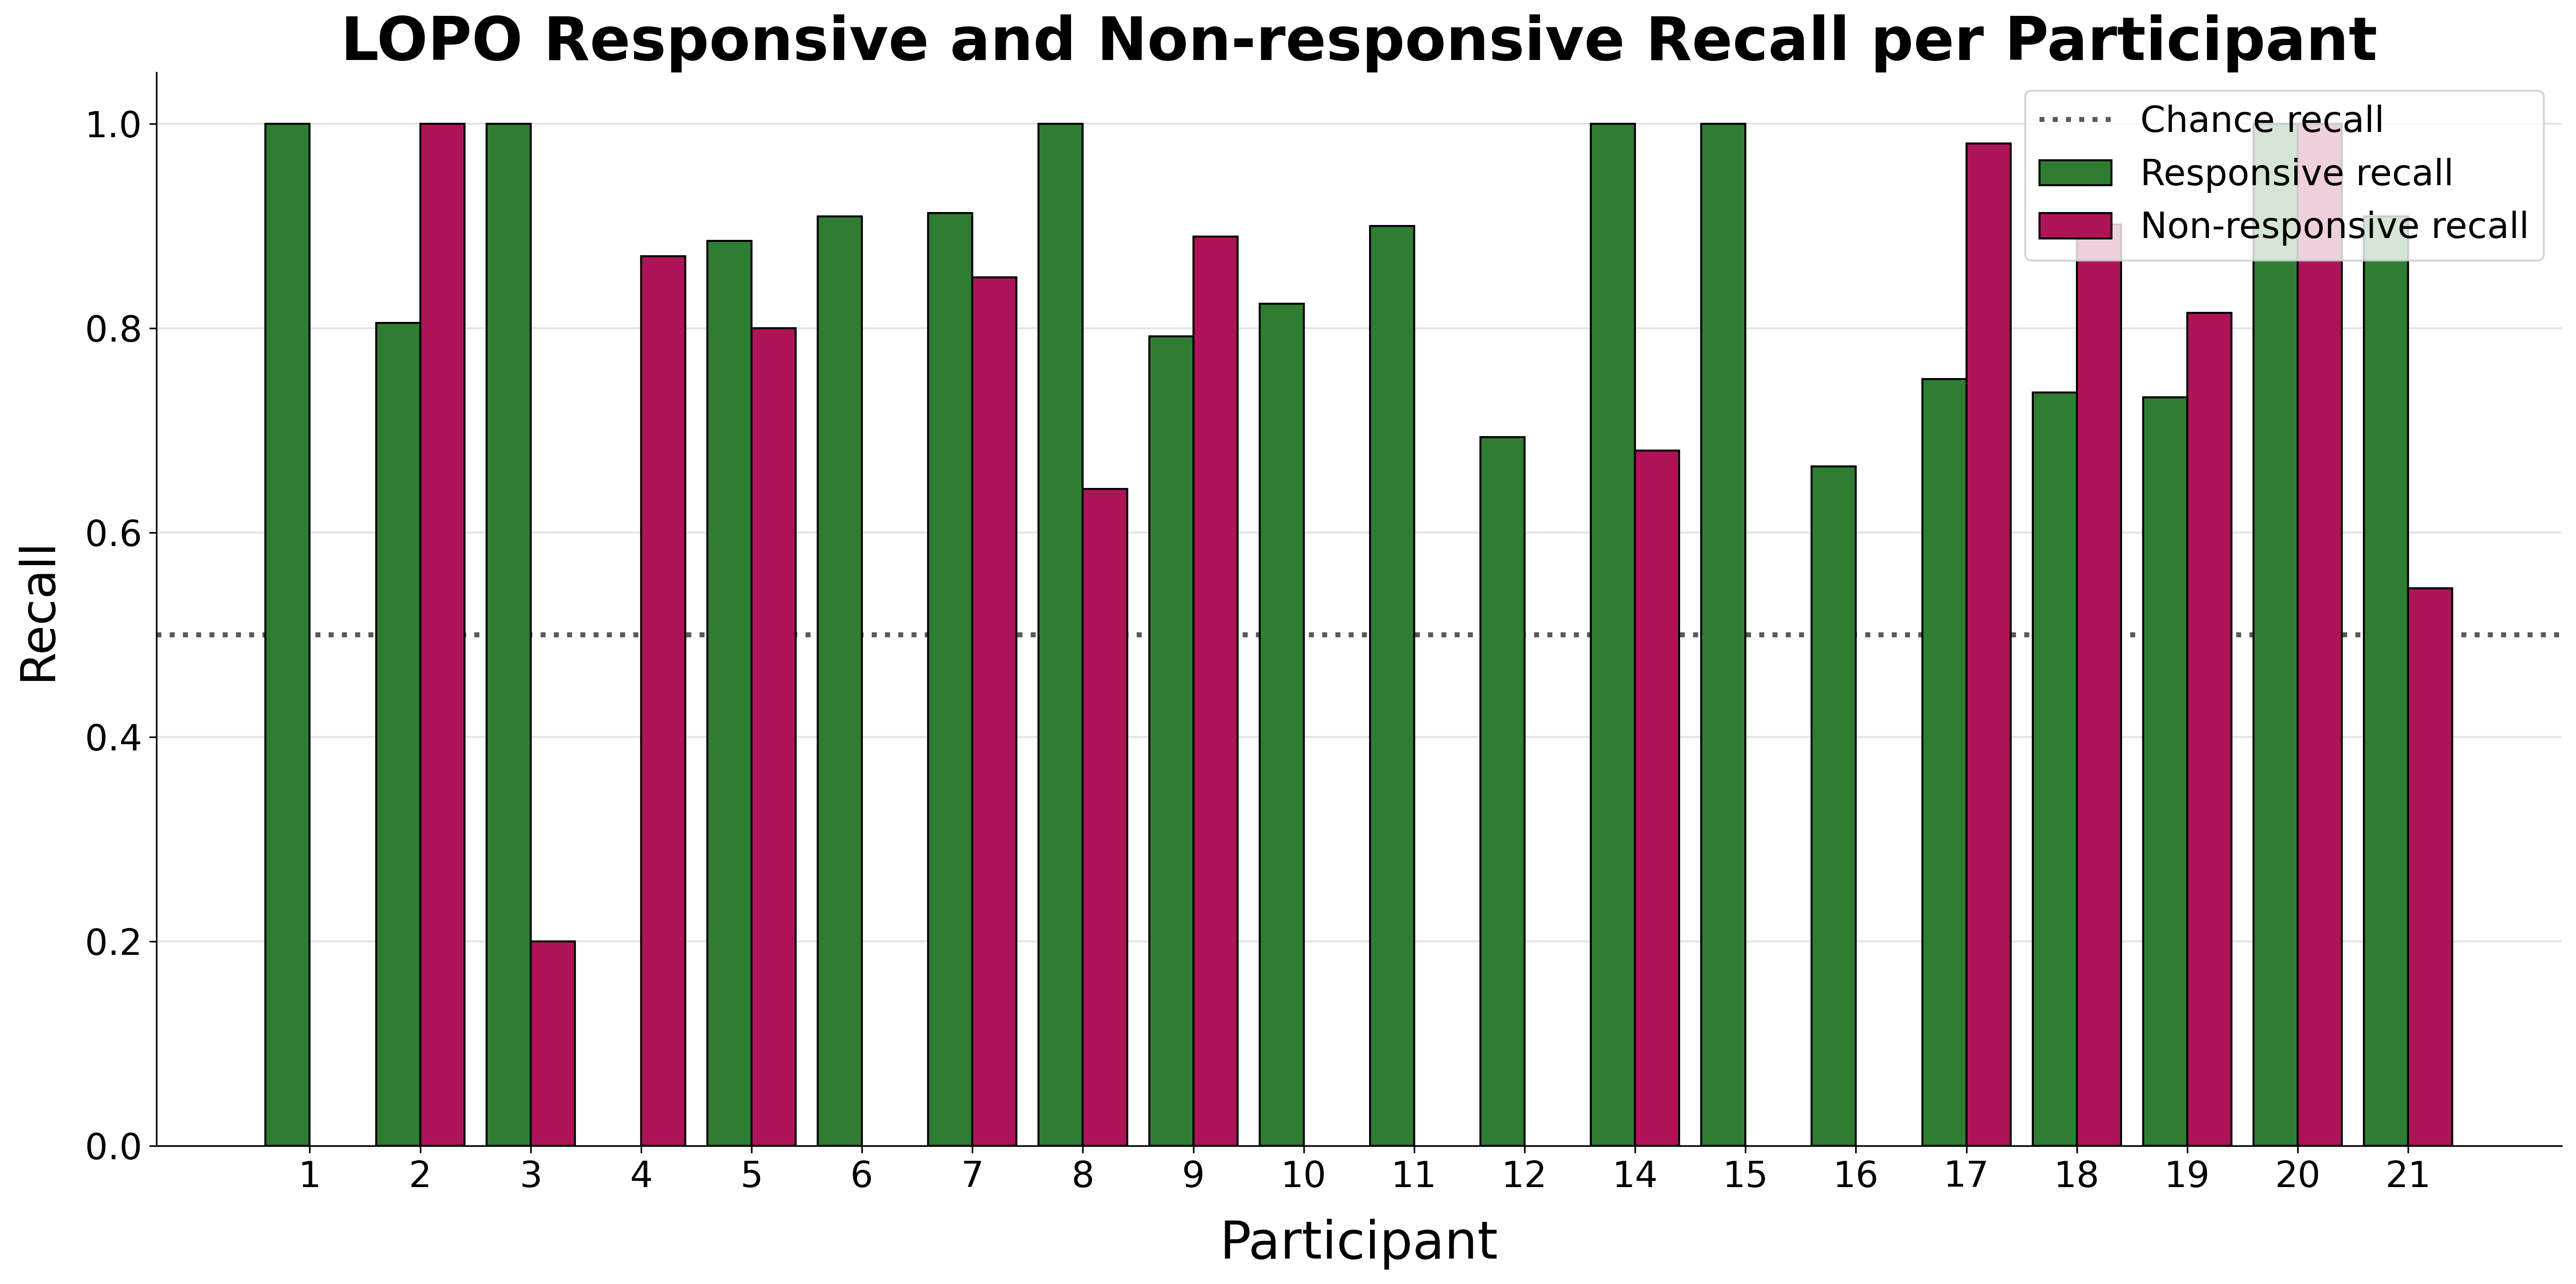 LOPO Responsive and Non-responsive Recall per Participant
Chance recall
Responsive recall
Non-responsive recall
Recall
1.0
0.8
0.6
0.4
0.2
0.0
1 2 3 4 5 6 7 8 9 10 11 12 14 15 16 17 18 19 20 21
Participant